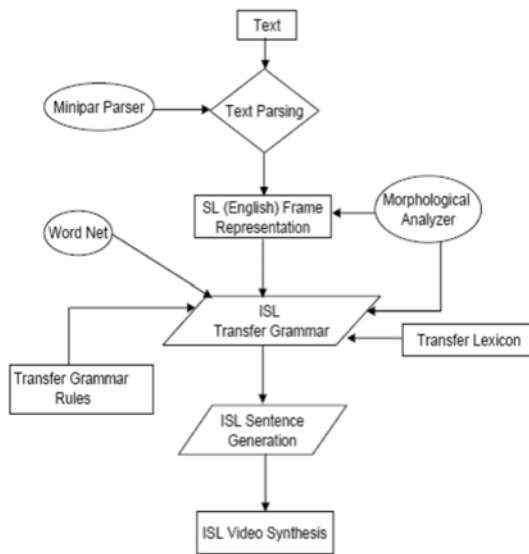 Text
Minipar Parser
Text Parsing
SL (English) Frame
Representation
Morphological
Analyzer
Word Net
ISL
Transfer Grammar
Transfer Lexicon
Transfer Grammar
Rules
ISL Sentence
Generation
ISL Video Synthesis